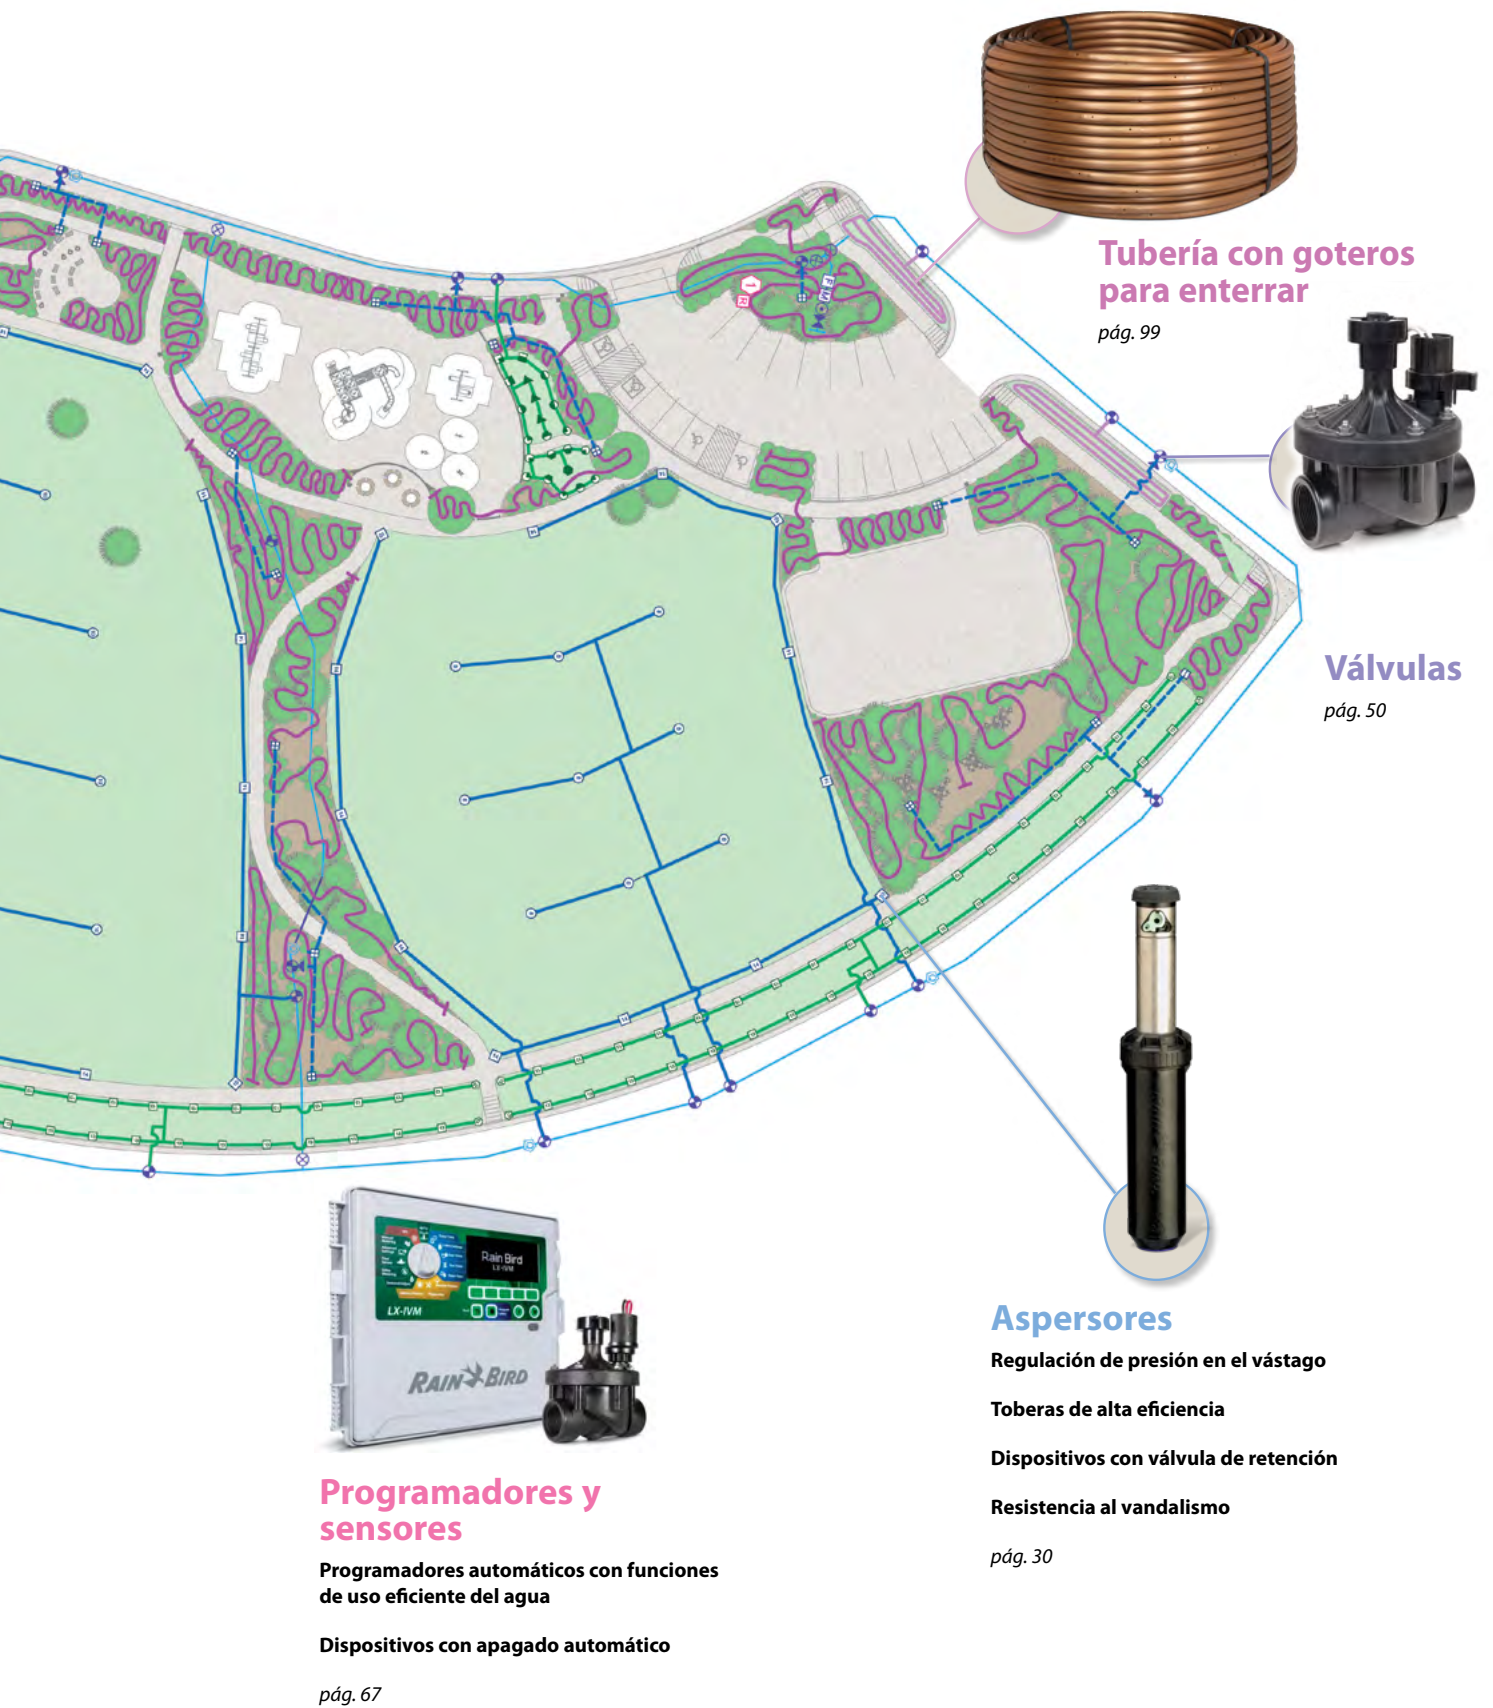 Tubería con goteros
para enterrar
pág. 99
Válvulas
pág. 50
Rain Bird
LX-IVM
LX-IVM
RAIN BIRD
Aspersores
Regulación de presión en el vástago
Toberas de alta eficiencia
Dispositivos con válvula de retención
Resistencia al vandalismo
pág. 30
Programadores y
sensores
Programadores automáticos con funciones
de uso eficiente del agua
Dispositivos con apagado automático
pág. 67